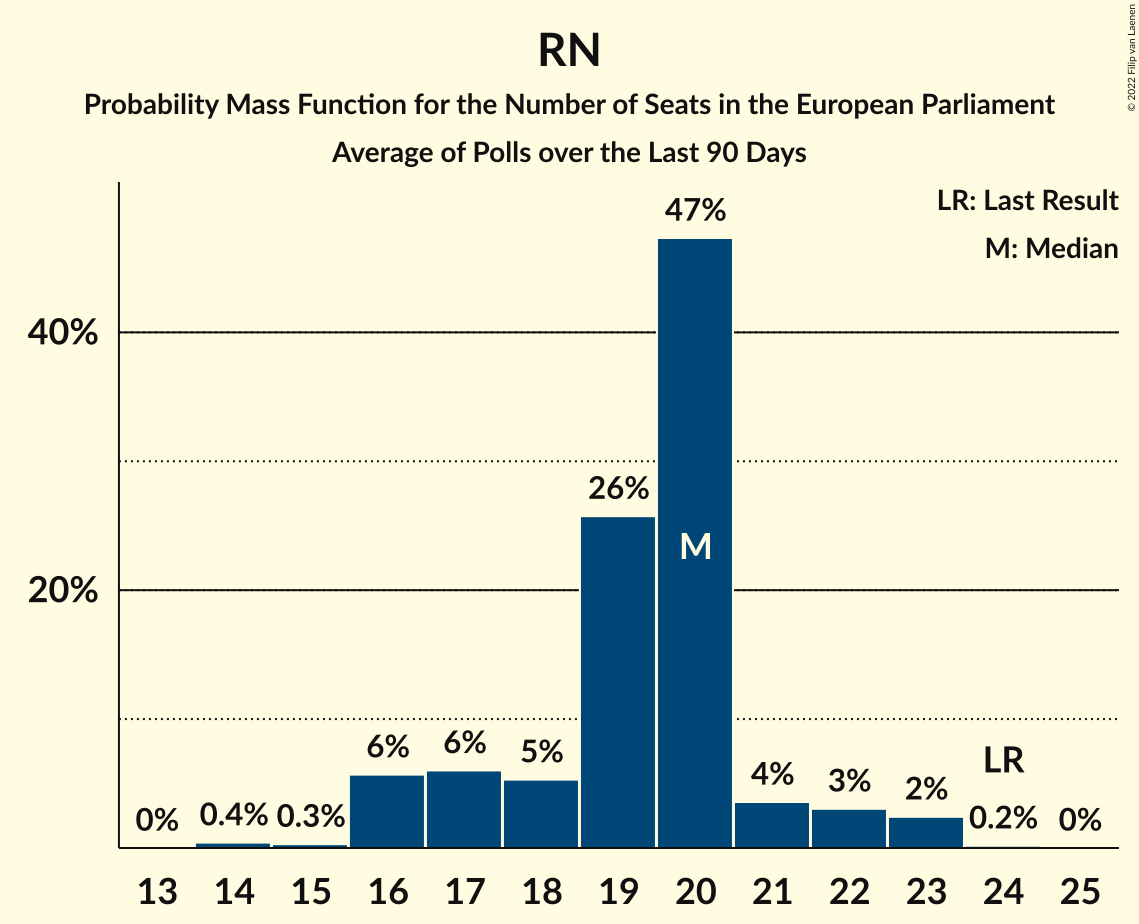 RN
Probability Mass Function for the Number of Seats in the European Parliament
Average of Polls over the Last 90 Days
© 2022 Filip van Laenen
LR: Last Result
M: Median
47%
40%
26%
M
20%
6%
6%
5%
4%
3%
2%
LR
0%
0.4%
0.3%
0.2%
0%
13 14 15 16 17 18 19 20 21 22 23 24 25